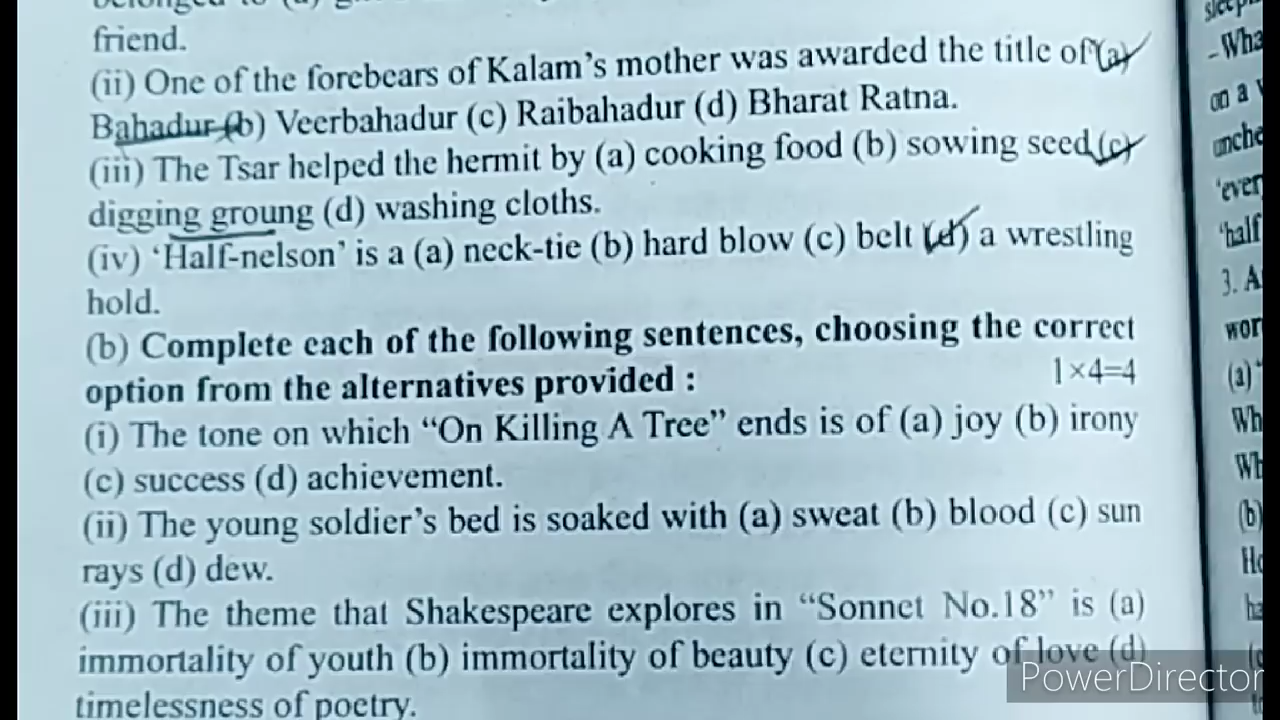 friend.
(ii) One of the forebears of Kalam's mother was awarded the title of (a)
Bahadur (b) Veerbahadur (c) Raibahadur (d) Bharat Ratna.
(iii) The Tsar helped the hermit by (a) cooking food (b) sowing seed (c)
digging groung (d) washing cloths.
(iv) 'Half-nelson' is a (a) neck-tie (b) hard blow (c) belt (d) a wrestling
hold.
(b) Complete each of the following sentences, choosing the correct
option from the alternatives provided :
1×4=4
(i) The tone on which "On Killing A Tree" ends is of (a) joy (b) irony
(c) success (d) achievement.
(ii) The young soldier's bed is soaked with (a) sweat (b) blood (c) sun
rays (d) dew.
(iii) The theme that Shakespeare explores in "Sonnet No.18" is (a)
immortality of youth (b) immortality of beauty (c) eternity of love (d)
timelessness of poetry.
on a
'half
3. A
(a)
(b)
PowerDirector